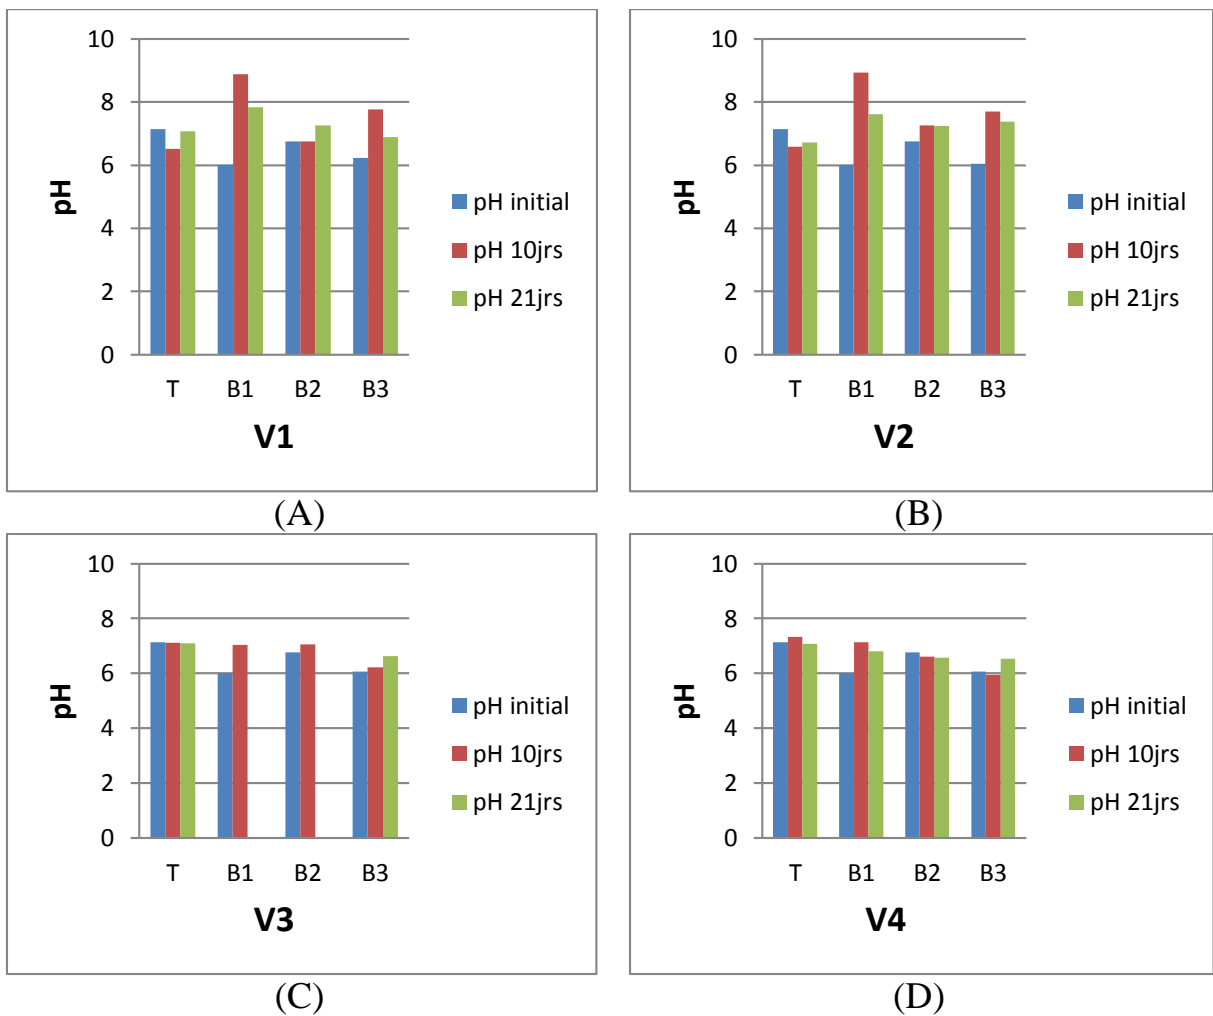 10
8
6
4
2
0
pH
T B1 B2 B3
V1
pH initial
pH 10jrs
pH 21jrs
(A)
10
8
6
4
2
0
pH
T B1 B2 B3
V2
pH initial
pH 10jrs
pH 21jrs
(B)
10
8
6
4
2
0
pH
T B1 B2 B3
V3
pH initial
pH 10jrs
pH 21jrs
(C)
10
8
6
4
2
0
pH
T B1 B2 B3
V4
pH initial
pH 10jrs
pH 21jrs
(D)